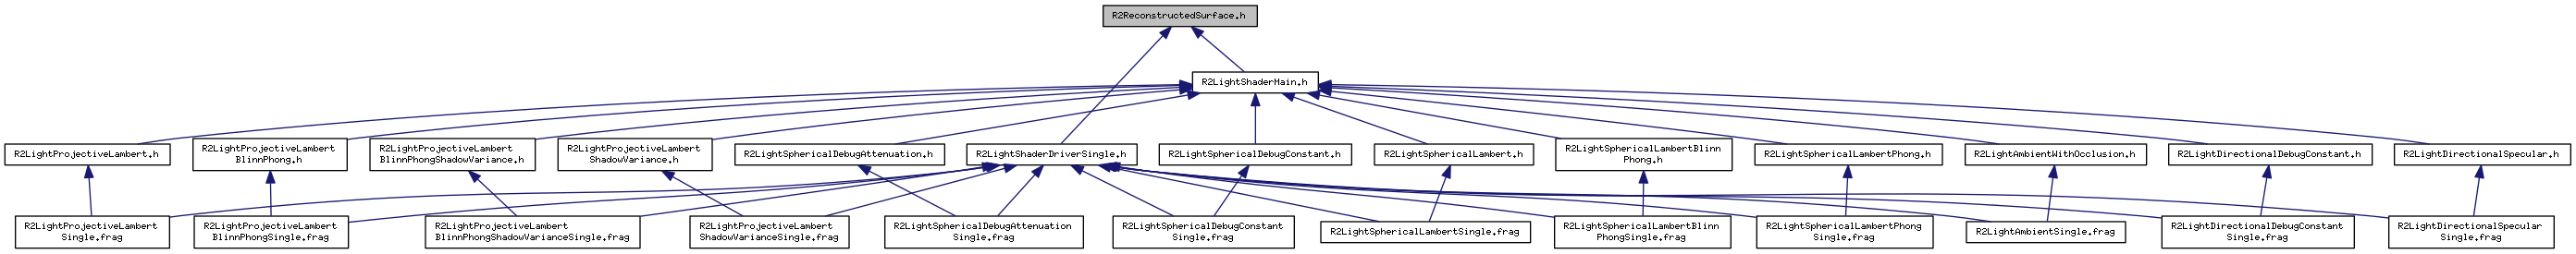 R2ReconstructedSurface.h
R2LightShaderMain.h
R2LightProjectiveLambert.h
R2LightProjectiveLambert
BlinnPhong.h
R2LightProjectiveLambert
BlinnPhongShadowVariance.h
R2LightProjectiveLambert
ShadowVariance.h
R2LightSphericalDebugAttenuation.h
R2LightShaderDriverSingle.h
R2LightSphericalDebugConstant.h
R2LightSphericalLambert.h
R2LightSphericalLambertBlinn
Phong.h
R2LightSphericalLambertPhong.h
R2LightAmbientWithOcclusion.h
R2LightDirectionalDebugConstant.h
R2LightDirectionalSpecular.h
R2LightProjectiveLambert
Single.frag
R2LightProjectiveLambert
BlinnPhongSingle.frag
R2LightProjectiveLambert
BlinnPhongShadowVarianceSingle.frag
R2LightProjectiveLambert
ShadowVarianceSingle.frag
R2LightSphericalDebugAttenuation
Single.frag
R2LightSphericalDebugConstant
Single.frag
R2LightSphericalLambertSingle.frag
R2LightSphericalLambertBlinn
PhongSingle.frag
R2LightSphericalLambertPhong
Single.frag
R2LightAmbientSingle.frag
R2LightDirectionalDebugConstant
Single.frag
R2LightDirectionalSpecular
Single.frag